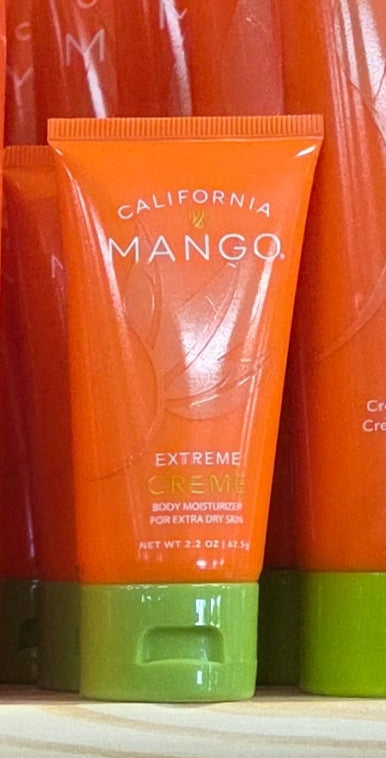 CALIFORNIA
MANGO®
EXTREME
CREME
BODY MOISTURIZER
FOR EXTRA DRY SKIN
NET WT 2.2 OZ | 62.5g